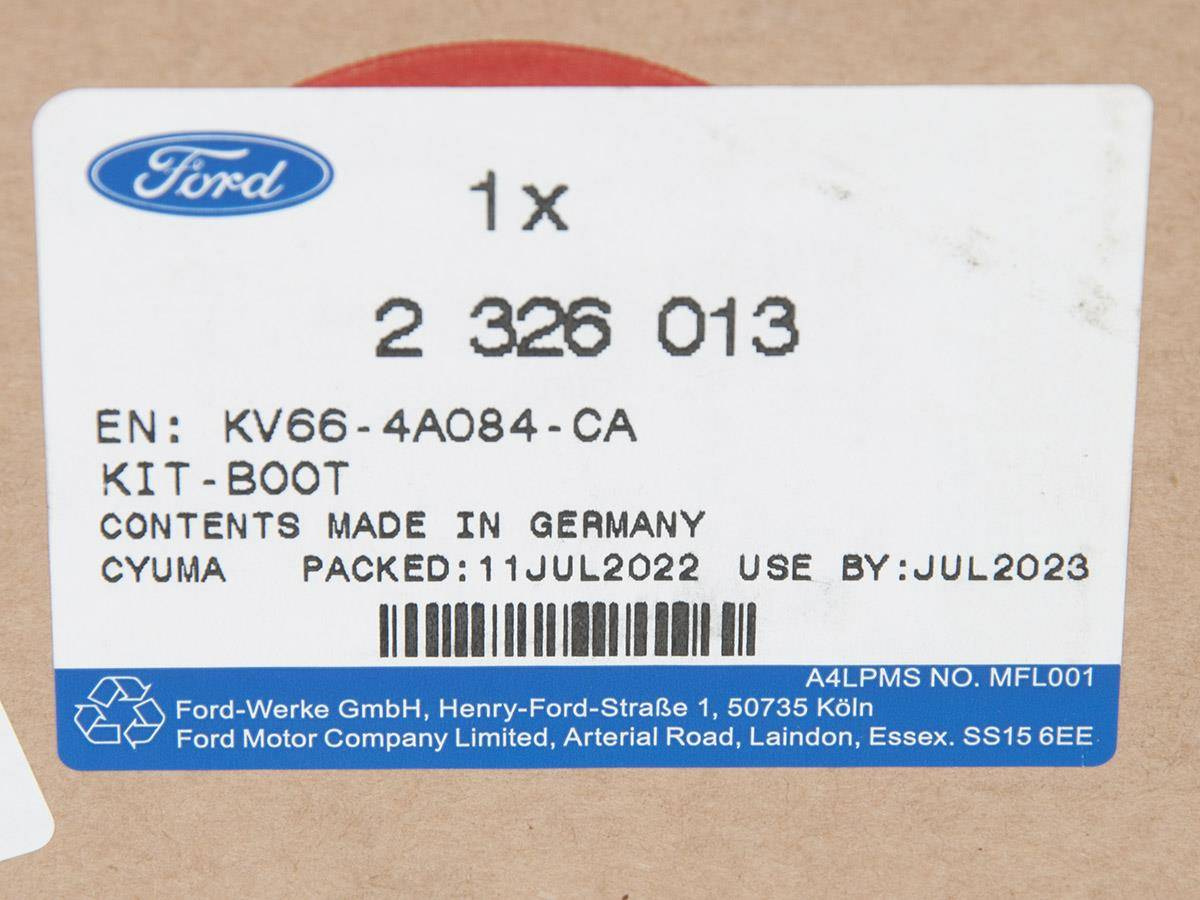 Ford
1x
2 326 013
EN: KV66-4A084-CA
KIT-BOOT
CONTENTS MADE IN GERMANY
CYUMA PACKED:11JUL2022 USE BY:JUL2023
A4LPMS NO. MFL001
Ford-Werke GmbH, Henry-Ford-Straße 1, 50735 Köln
Ford Motor Company Limited, Arterial Road, Laindon, Essex. SS15 6EE